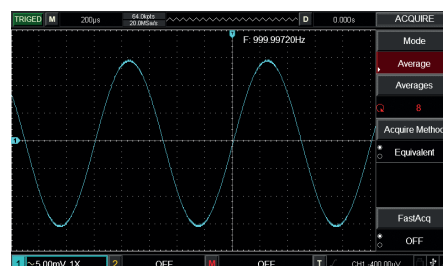 TRIGED M 200μs 64.0kpts 20.0MSa/s D 0.000s ACQUIRE
F: 999.99720Hz
Mode
Average
Averages
8
Acquire Method
Equivalent
FastAcq
OFF
1 5.00mV 1X 2 OFF M OFF T CH1 -400.00μV